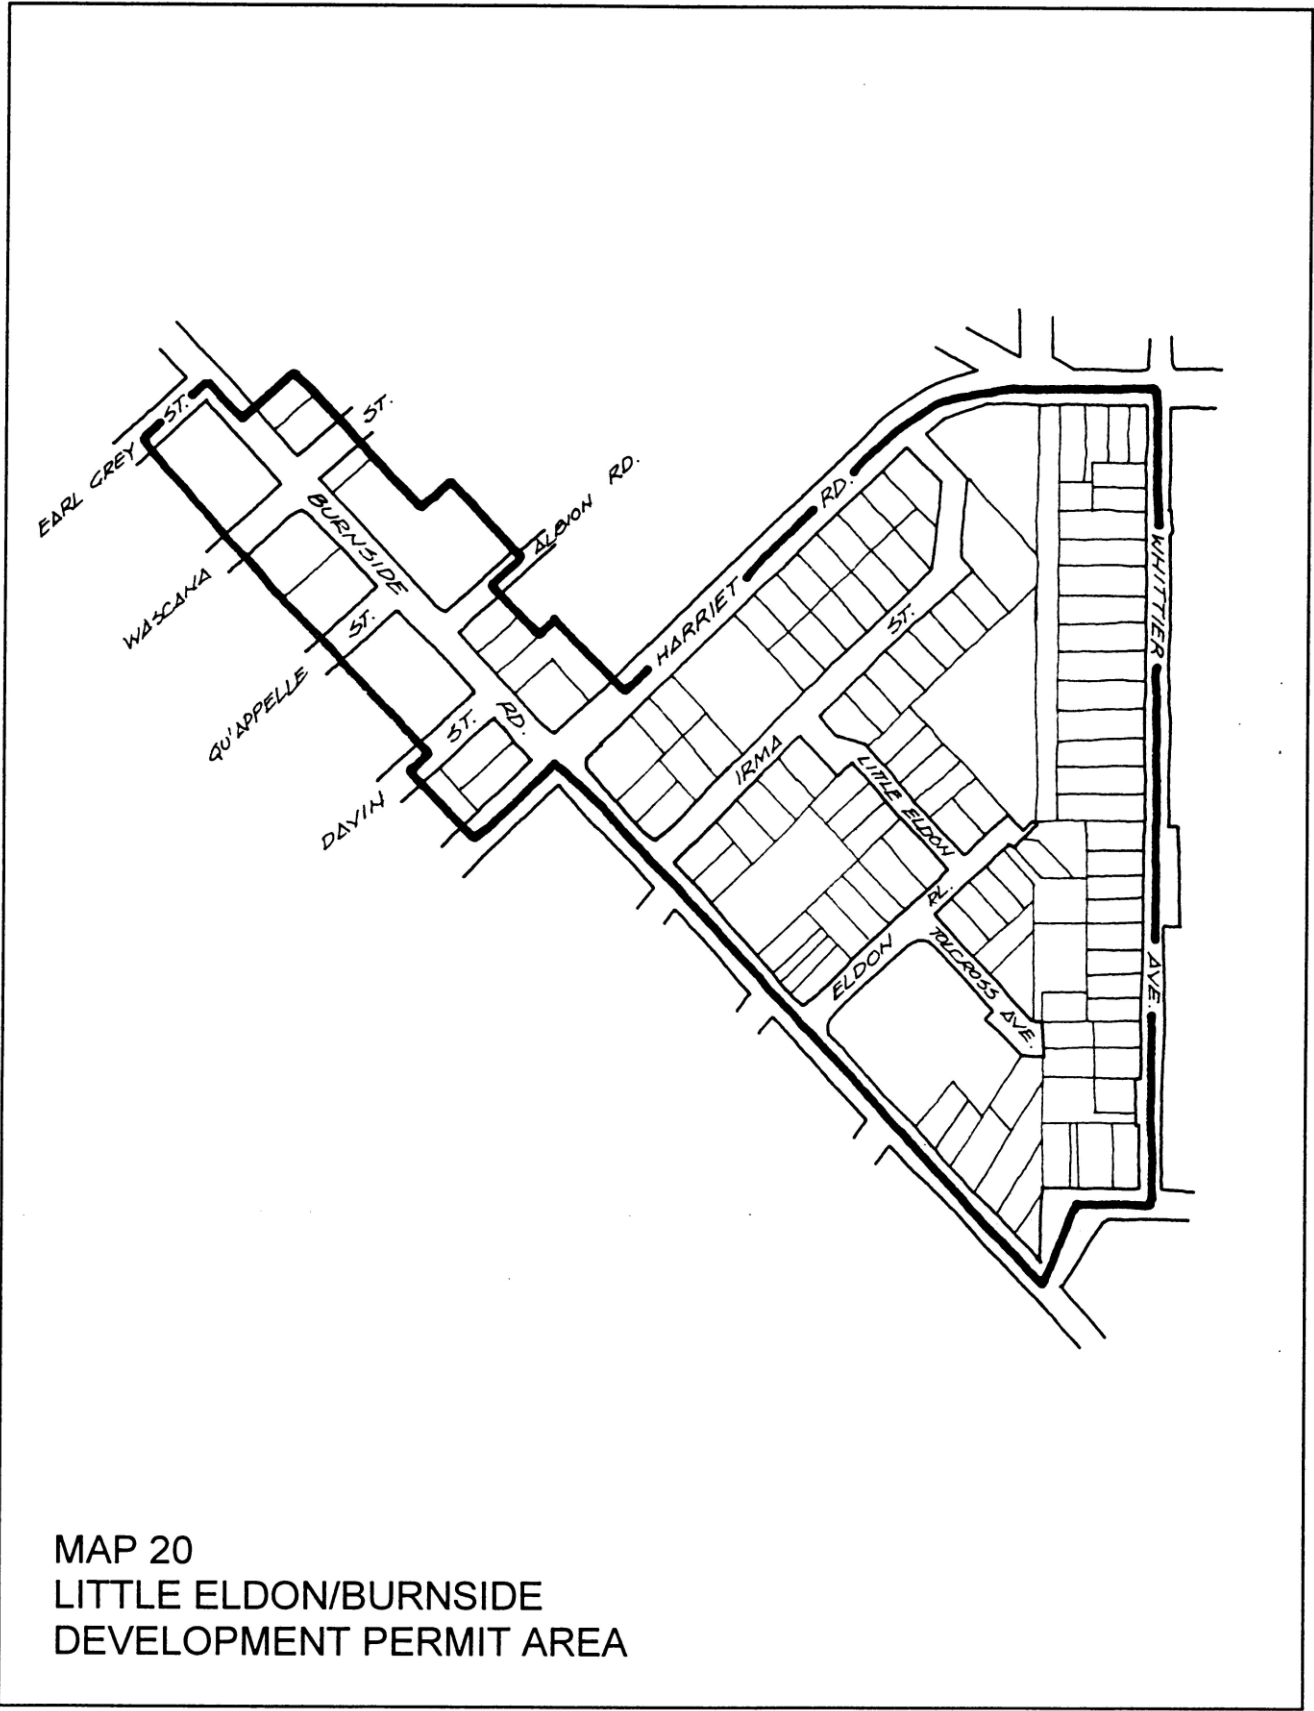 EARL GREY ST.
WASCANA ST.
BURNSIDE RD.
ALBION RD.
QU'APPELLE ST.
DAVIN ST.
HARRIET RD.
IRMA ST.
LITTLE ELDON
ELDON PL.
TOLCROSS AVE.
WHITTIER AVE.
MAP 20
LITTLE ELDON/BURNSIDE
DEVELOPMENT PERMIT AREA